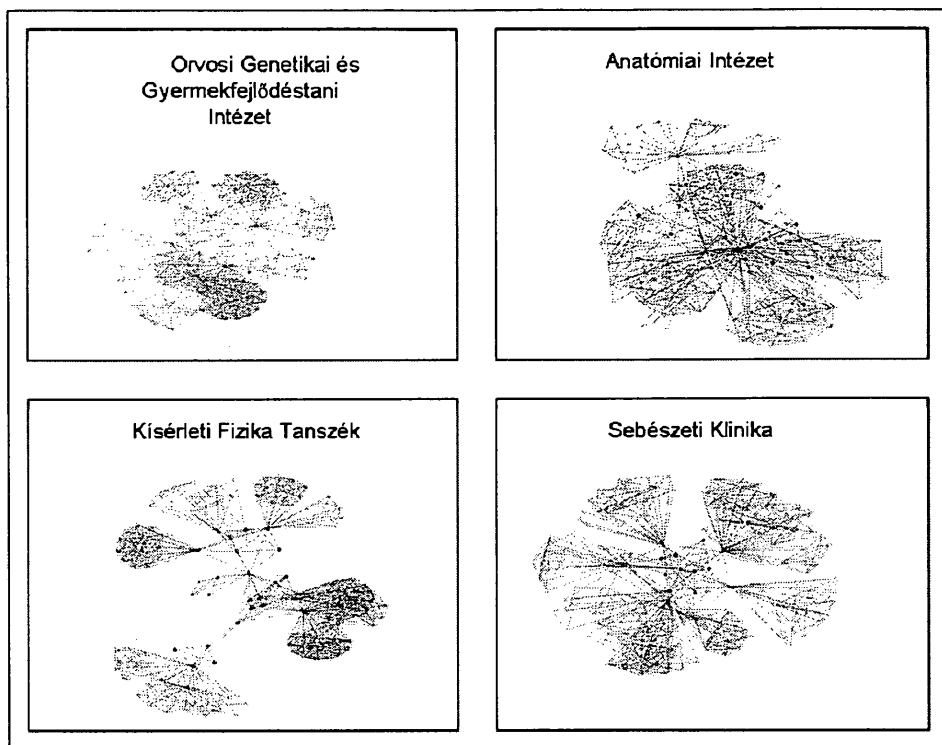 Orvosi Genetikai és
Gyermekfejlődéstani
Intézet
Anatómiai Intézet
Kísérleti Fizika Tanszék
Sebészeti Klinika